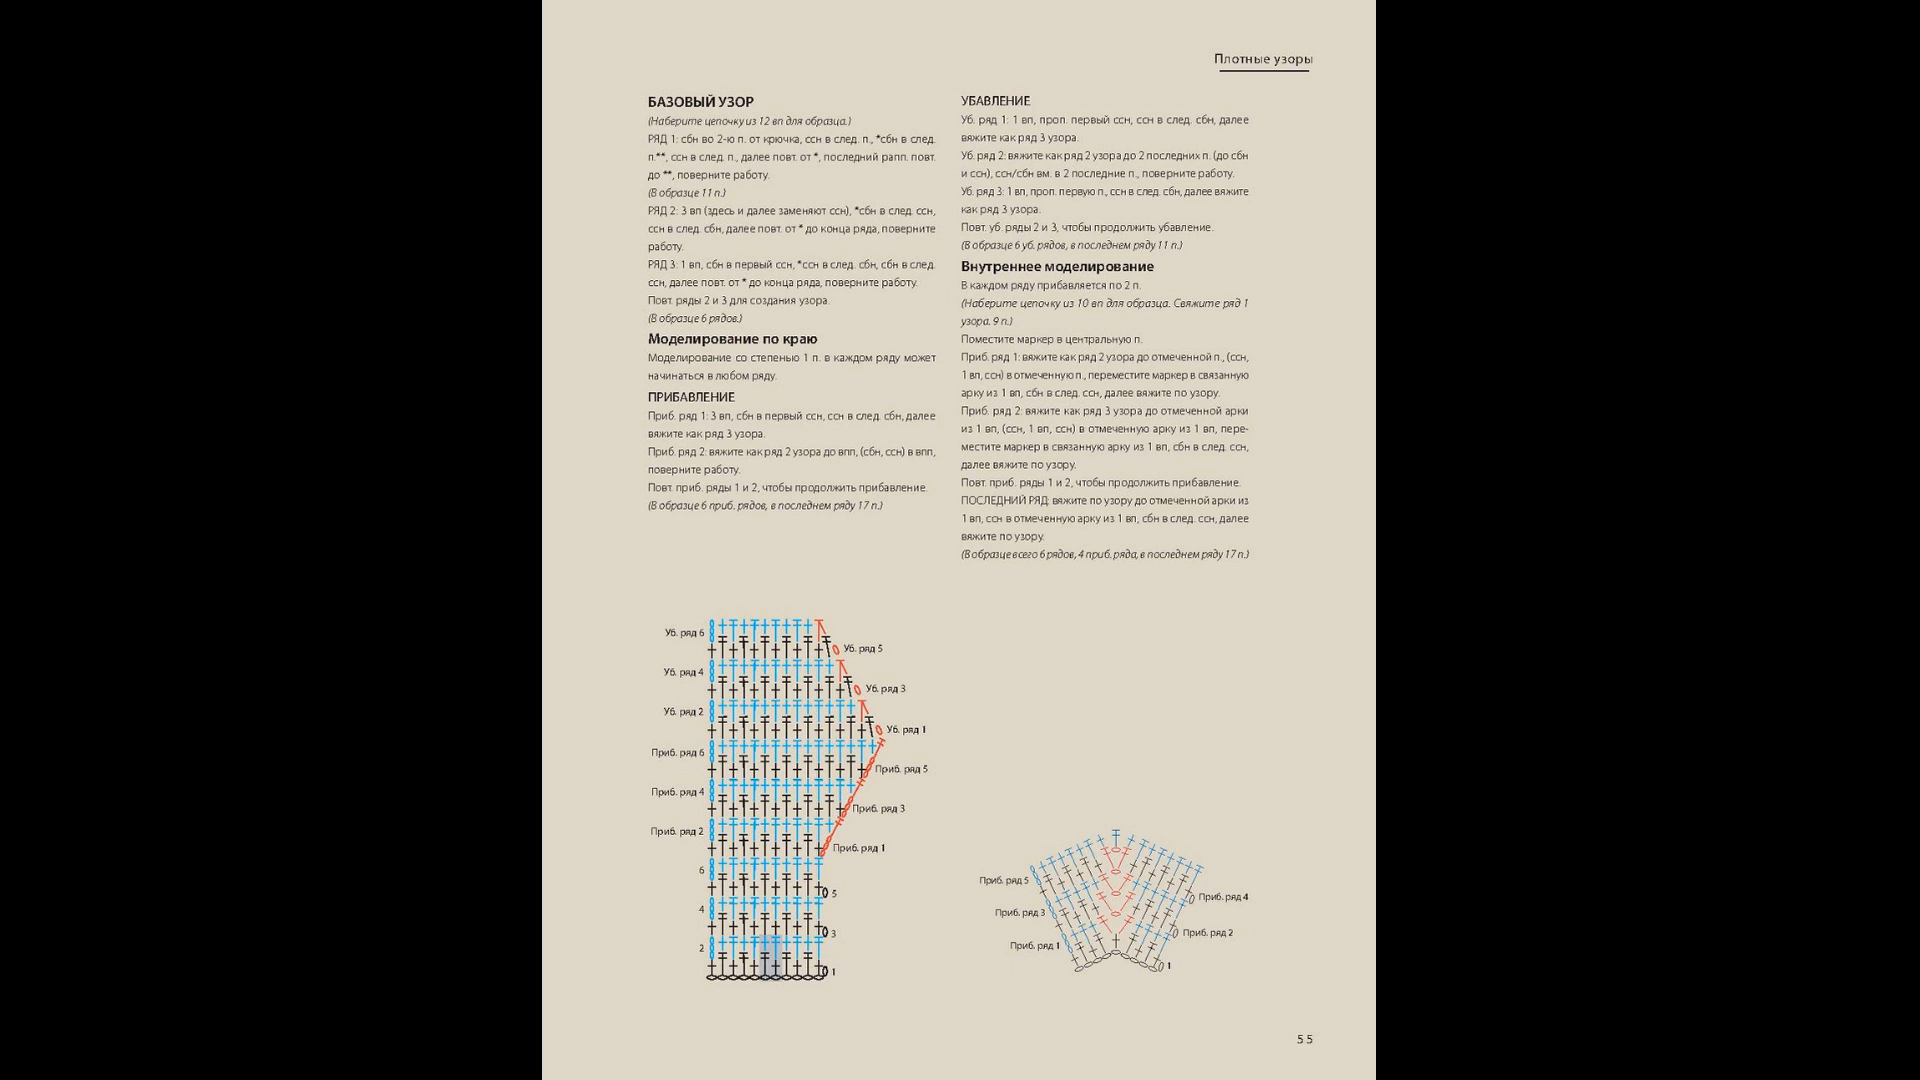 Плотные узоры
БАЗОВЫЙ УЗОР
(Наберите цепочку из 12 вп для образца.)
РЯД 1: сбн во 2-ю п. от крючка, ссн в след. п., *сбн в след.
п.**, ссн в след. п., далее повт. от *, последний рапп. повт.
до **, поверните работу.
(В образце 11 п.)
РЯД 2: 3 вп (здесь и далее заменяют ссн), *сбн в след. ссн,
ссн в след. сбн, далее повт. от * до конца ряда, поверните
работу.
РЯД 3: 1 вп, сбн в первый ссн, *ссн в след. сбн, сбн в след.
ссн, далее повт. от * до конца ряда, поверните работу.
Повт. ряды 2 и 3 для создания узора.
(В образце 6 рядов.)
Моделирование по краю
Моделирование со степенью 1 п. в каждом ряду может
начинаться в любом ряду.
ПРИБАВЛЕНИЕ
Приб. ряд 1: 3 вп, сбн в первый ссн, ссн в след. сбн, далее
вяжите как ряд 3 узора.
Приб. ряд 2: вяжите как ряд 2 узора до впп, (сбн, ссн) в впп,
поверните работу.
Повт. приб. ряды 1 и 2, чтобы продолжить прибавление.
(В образце 6 приб. рядов, в последнем ряду 17 п.)
УБАВЛЕНИЕ
Уб. ряд 1: 1 вп, проп. первый ссн, ссн в след. сбн, далее
вяжите как ряд 3 узора.
Уб. ряд 2: вяжите как ряд 2 узора до 2 последних п. (до сбн
и ссн), ссн/сбн вм. в 2 последние п., поверните работу.
Уб. ряд 3: 1 вп, проп. первую п., ссн в след. сбн, далее вяжите
как ряд 3 узора.
Повт. уб. ряды 2 и 3, чтобы продолжить убавление.
(В образце 6 уб. рядов, в последнем ряду 11 п.)
Внутреннее моделирование
В каждом ряду прибавляется по 2 п.
(Наберите цепочку из 10 вп для образца. Свяжите ряд 1
узора. 9 п.)
Поместите маркер в центральную п.
Приб. ряд 1: вяжите как ряд 2 узора до отмеченной п., (ссн,
1 вп, ссн) в отмеченную п., переместите маркер в связанную
арку из 1 вп, сбн в след. ссн, далее вяжите по узору.
Приб. ряд 2: вяжите как ряд 3 узора до отмеченной арки
из 1 вп, (ссн, 1 вп, ссн) в отмеченную арку из 1 вп, пере-
местите маркер в связанную арку из 1 вп, сбн в след. ссн,
далее вяжите по узору.
Повт. приб. ряды 1 и 2, чтобы продолжить прибавление.
ПОСЛЕДНИЙ РЯД: вяжите по узору до отмеченной арки из
1 вп, ссн в отмеченную арку из 1 вп, сбн в след. ссн, далее
вяжите по узору.
(В образце всего 6 рядов, 4 приб. ряда, в последнем ряду 17 п.)
Уб. ряд 6
Уб. ряд 5
Уб. ряд 4
Уб. ряд 3
Уб. ряд 2
Уб. ряд 1
Приб. ряд 6
Приб. ряд 5
Приб. ряд 4
Приб. ряд 3
Приб. ряд 2
Приб. ряд 1
6
5
4
3
2
1
Приб. ряд 5
Приб. ряд 4
Приб. ряд 3
Приб. ряд 2
Приб. ряд 1
1
55